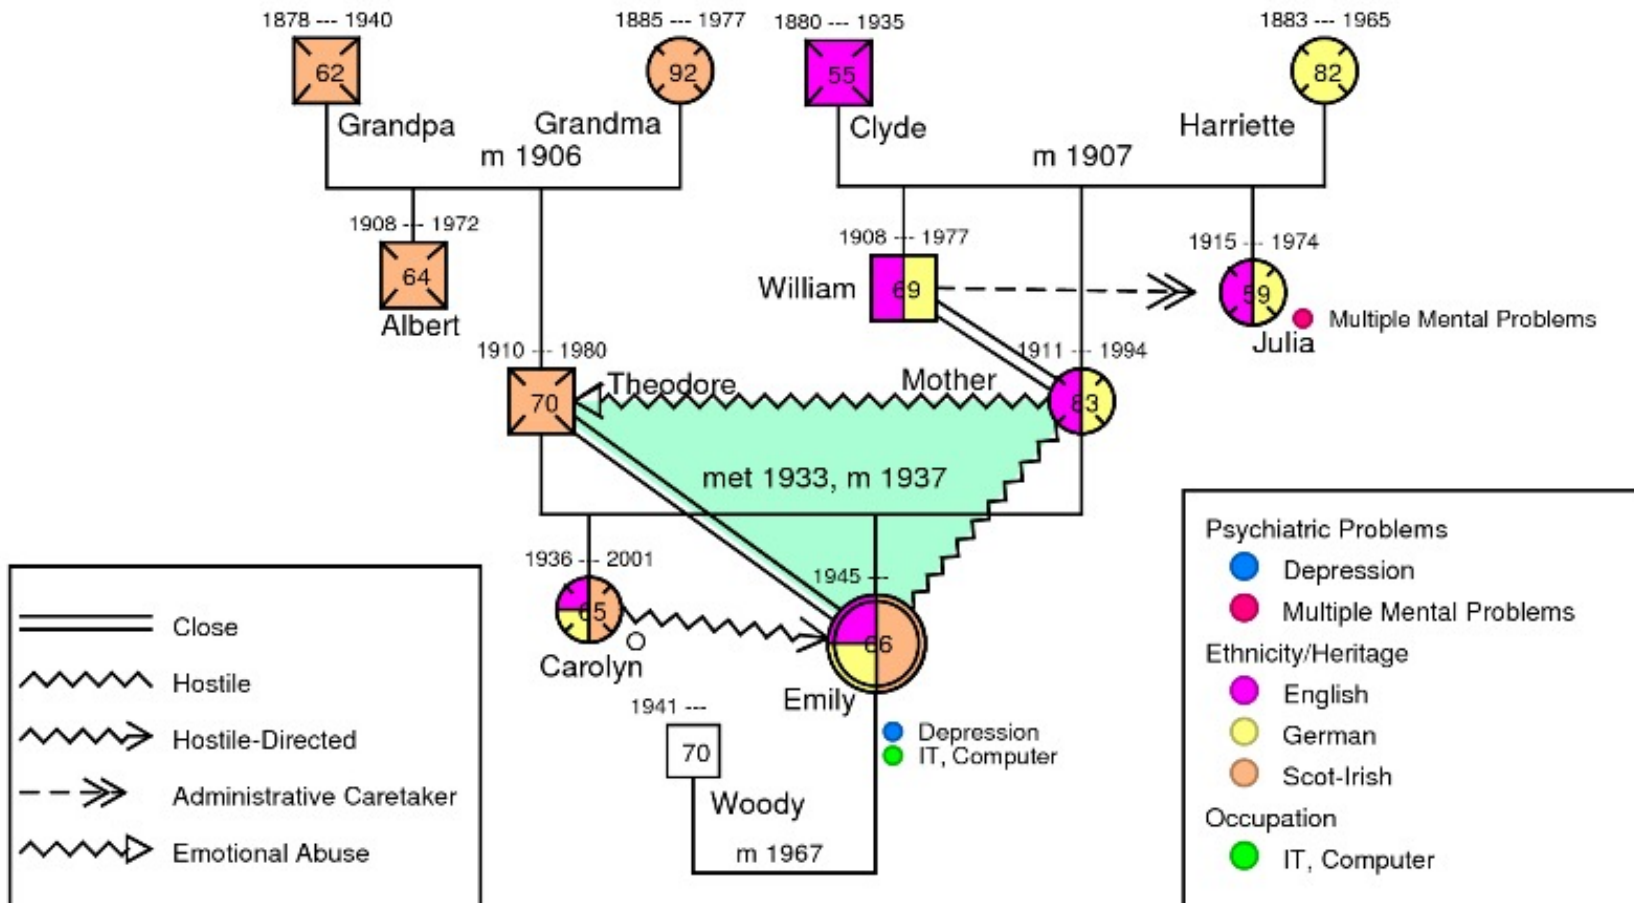 1878 --- 1940
1885 --- 1977
1880 --- 1935
1883 --- 1965
62
92
55
82
Grandpa
Grandma
Clyde
Harriette
m 1906
m 1907
1908 --- 1972
1908 --- 1977
1915 --- 1974
64
William
69
59
Albert
Multiple Mental Problems
Julia
1910 --- 1980
1911 --- 1994
Theodore
Mother
70
83
met 1933, m 1937
1936 --- 2001
1945 ---
65
66
Carolyn
Emily
1941 ---
70
Depression
IT, Computer
Woody
m 1967
Close
Hostile
Hostile-Directed
Administrative Caretaker
Emotional Abuse
Psychiatric Problems
Depression
Multiple Mental Problems
Ethnicity/Heritage
English
German
Scot-Irish
Occupation
IT, Computer